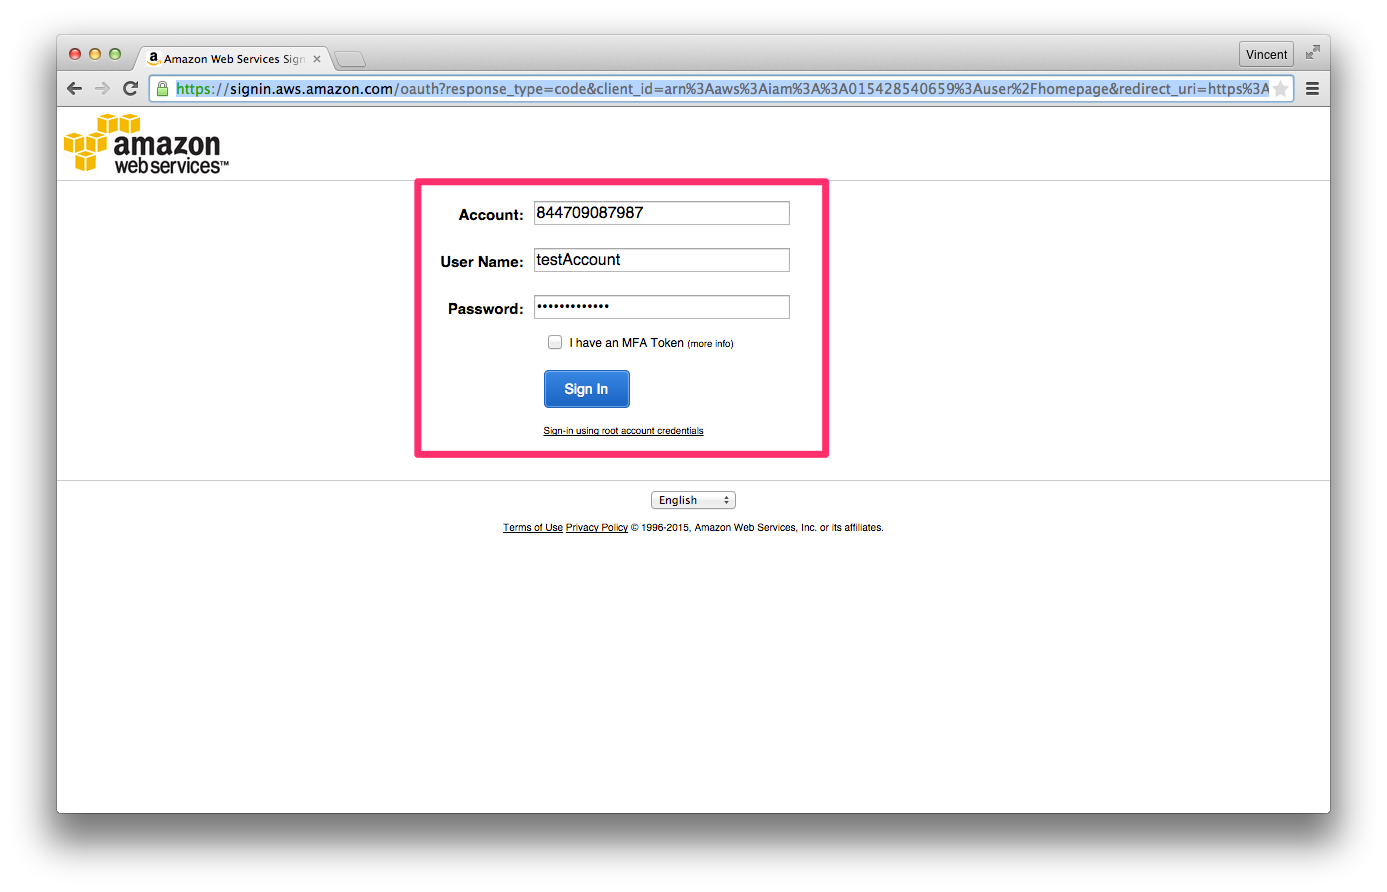 Amazon Web Services Sign
Vincent
https://signin.aws.amazon.com/oauth?response_type=code&client_id=arn%3Aaws%3Aiam%3A%3A015428540659%3Auser%2Fhomepage&redirect_uri=https%3A
amazon
web services™
Account: 844709087987
User Name: testAccount
Password: •••••••••••••
I have an MFA Token (more info)
Sign In
Sign-in using root account credentials
English
Terms of Use Privacy Policy © 1996-2015, Amazon Web Services, Inc. or its affiliates.